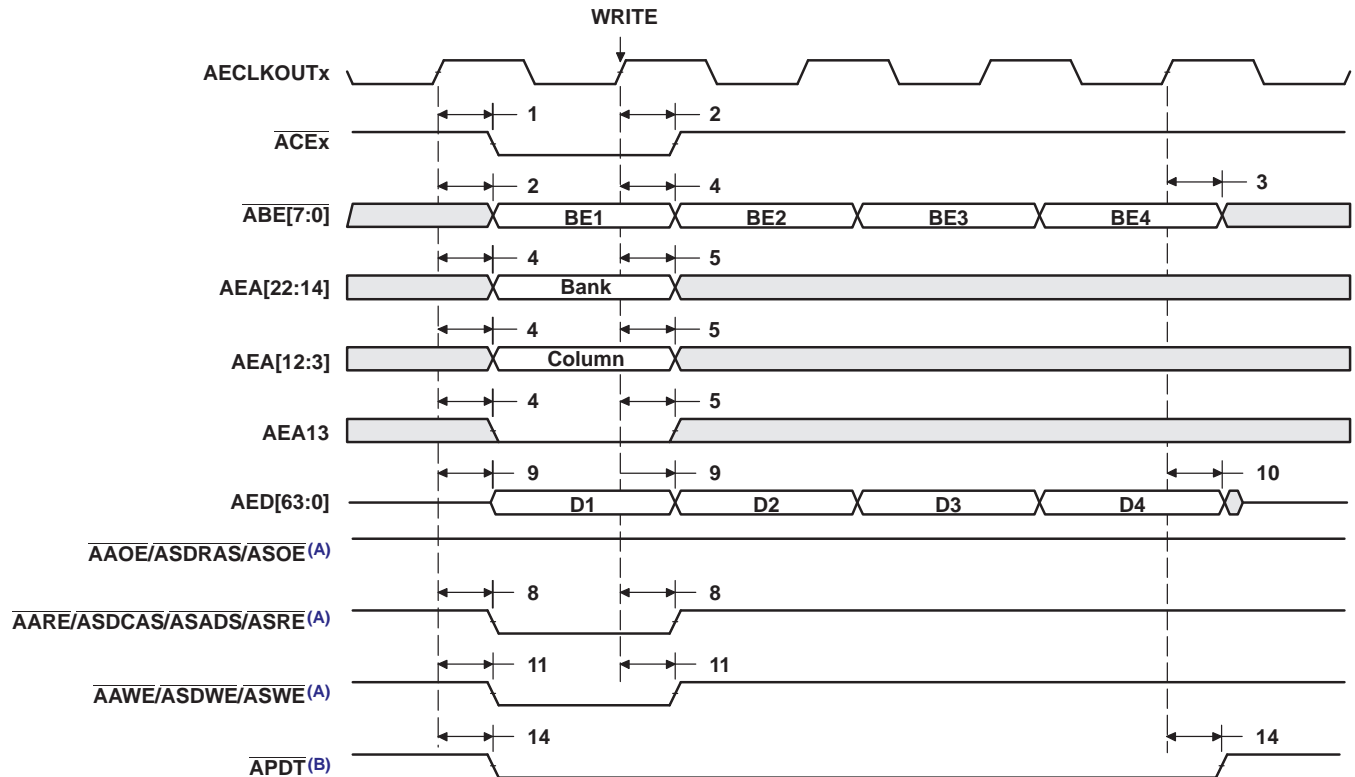 WRITE
AECLKOUTx
1 2
ACEx
2 4 3
ABE[7:0] BE1 BE2 BE3 BE4
4 5
AEA[22:14] Bank
4 5
AEA[12:3] Column
4 5
AEA13
9 9 10
AED[63:0] D1 D2 D3 D4
AAOE/ASDRAS/ASOE(A)
8 8
AARE/ASDCAS/ASADS/ASRE(A)
11 11
AAWE/ASDWE/ASWE(A)
14 14
APDT(B)